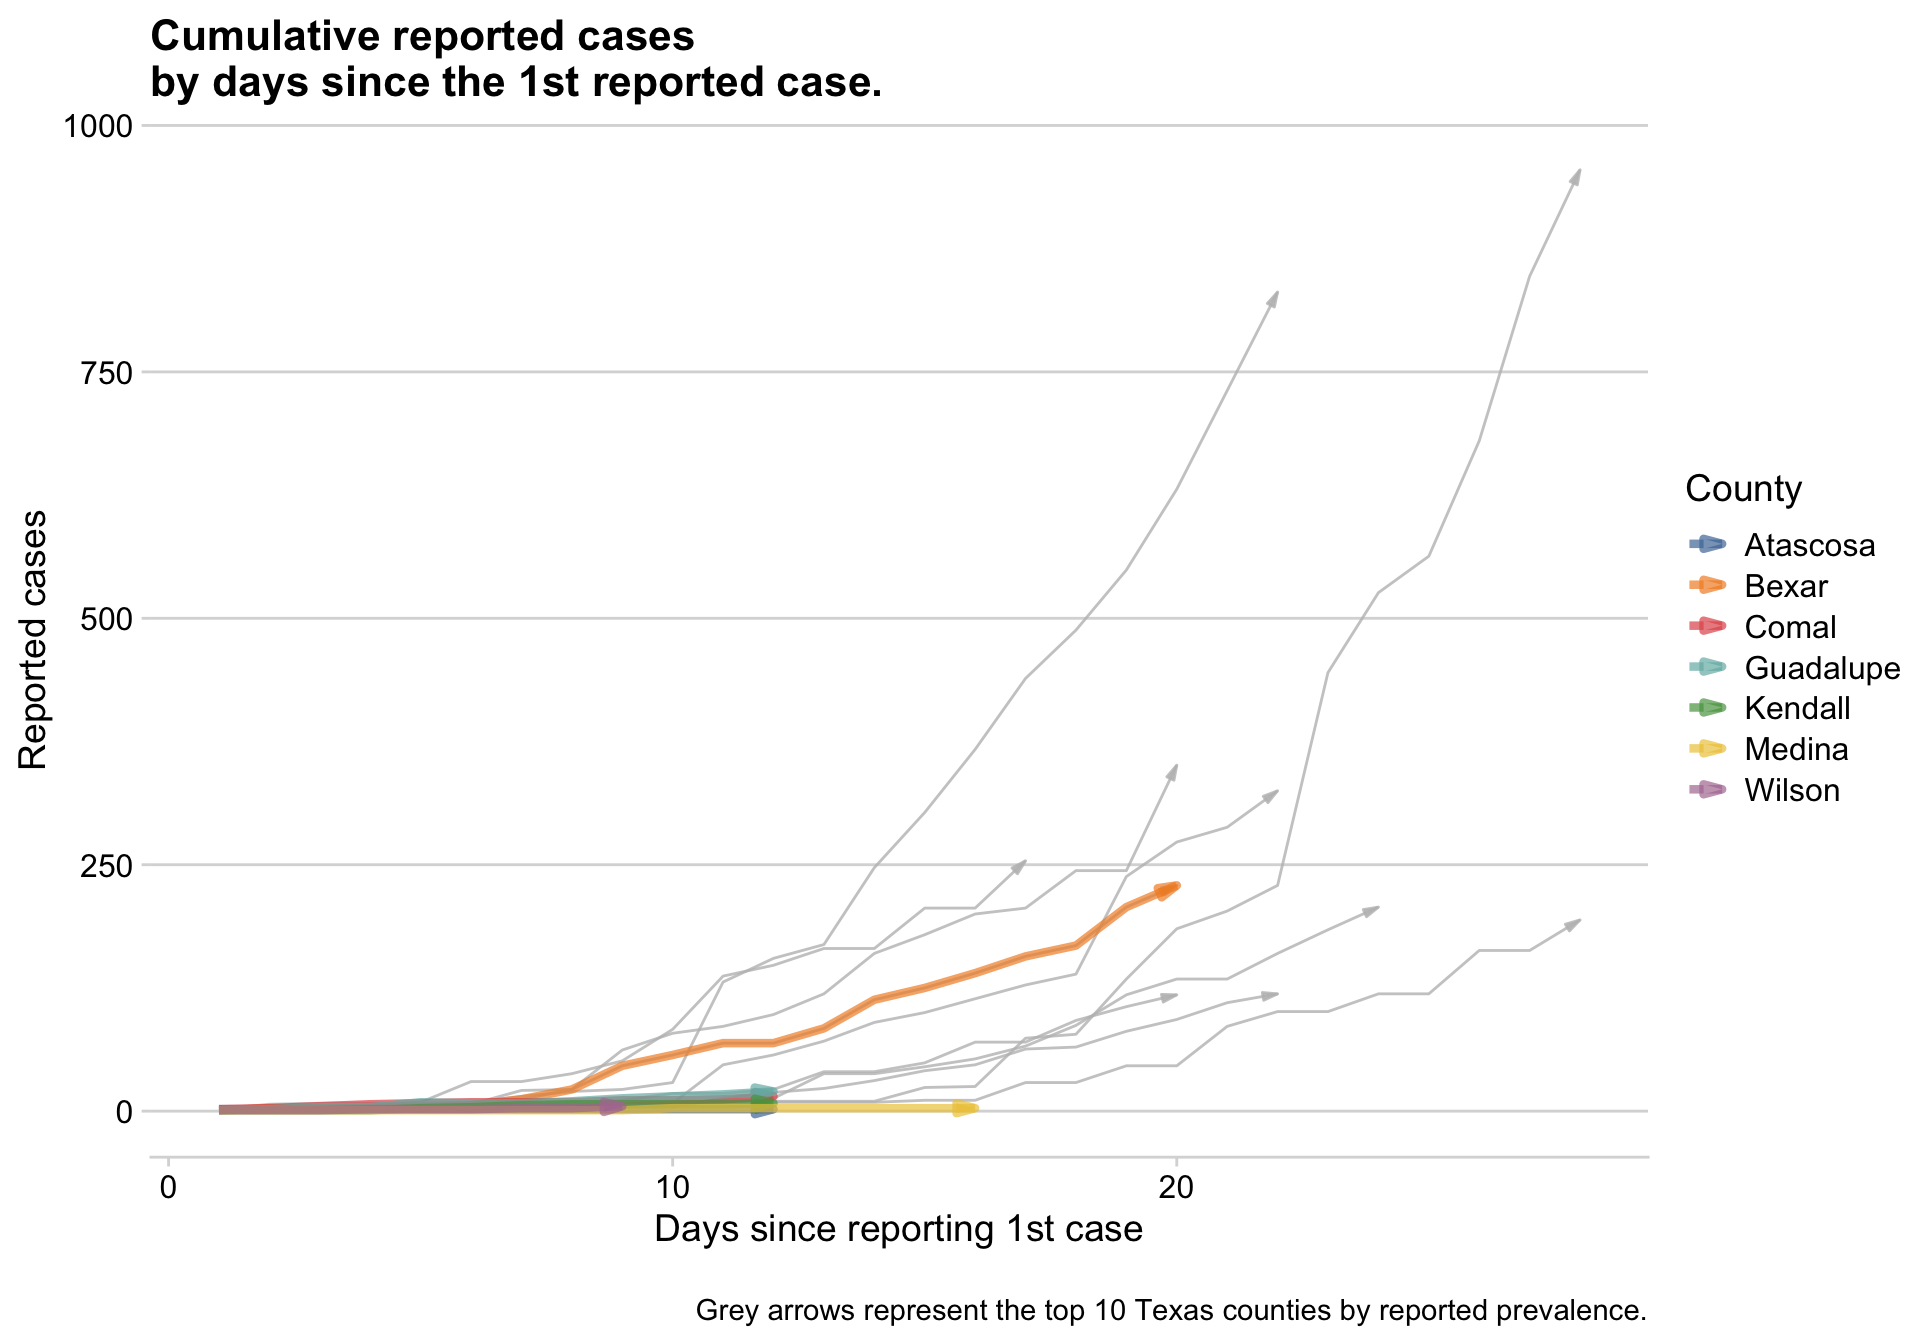 Cumulative reported cases
by days since the 1st reported case.
1000
750
500
250
0
Reported cases
0 10 20
Days since reporting 1st case
County
Atascosa
Bexar
Comal
Guadalupe
Kendall
Medina
Wilson
Grey arrows represent the top 10 Texas counties by reported prevalence.